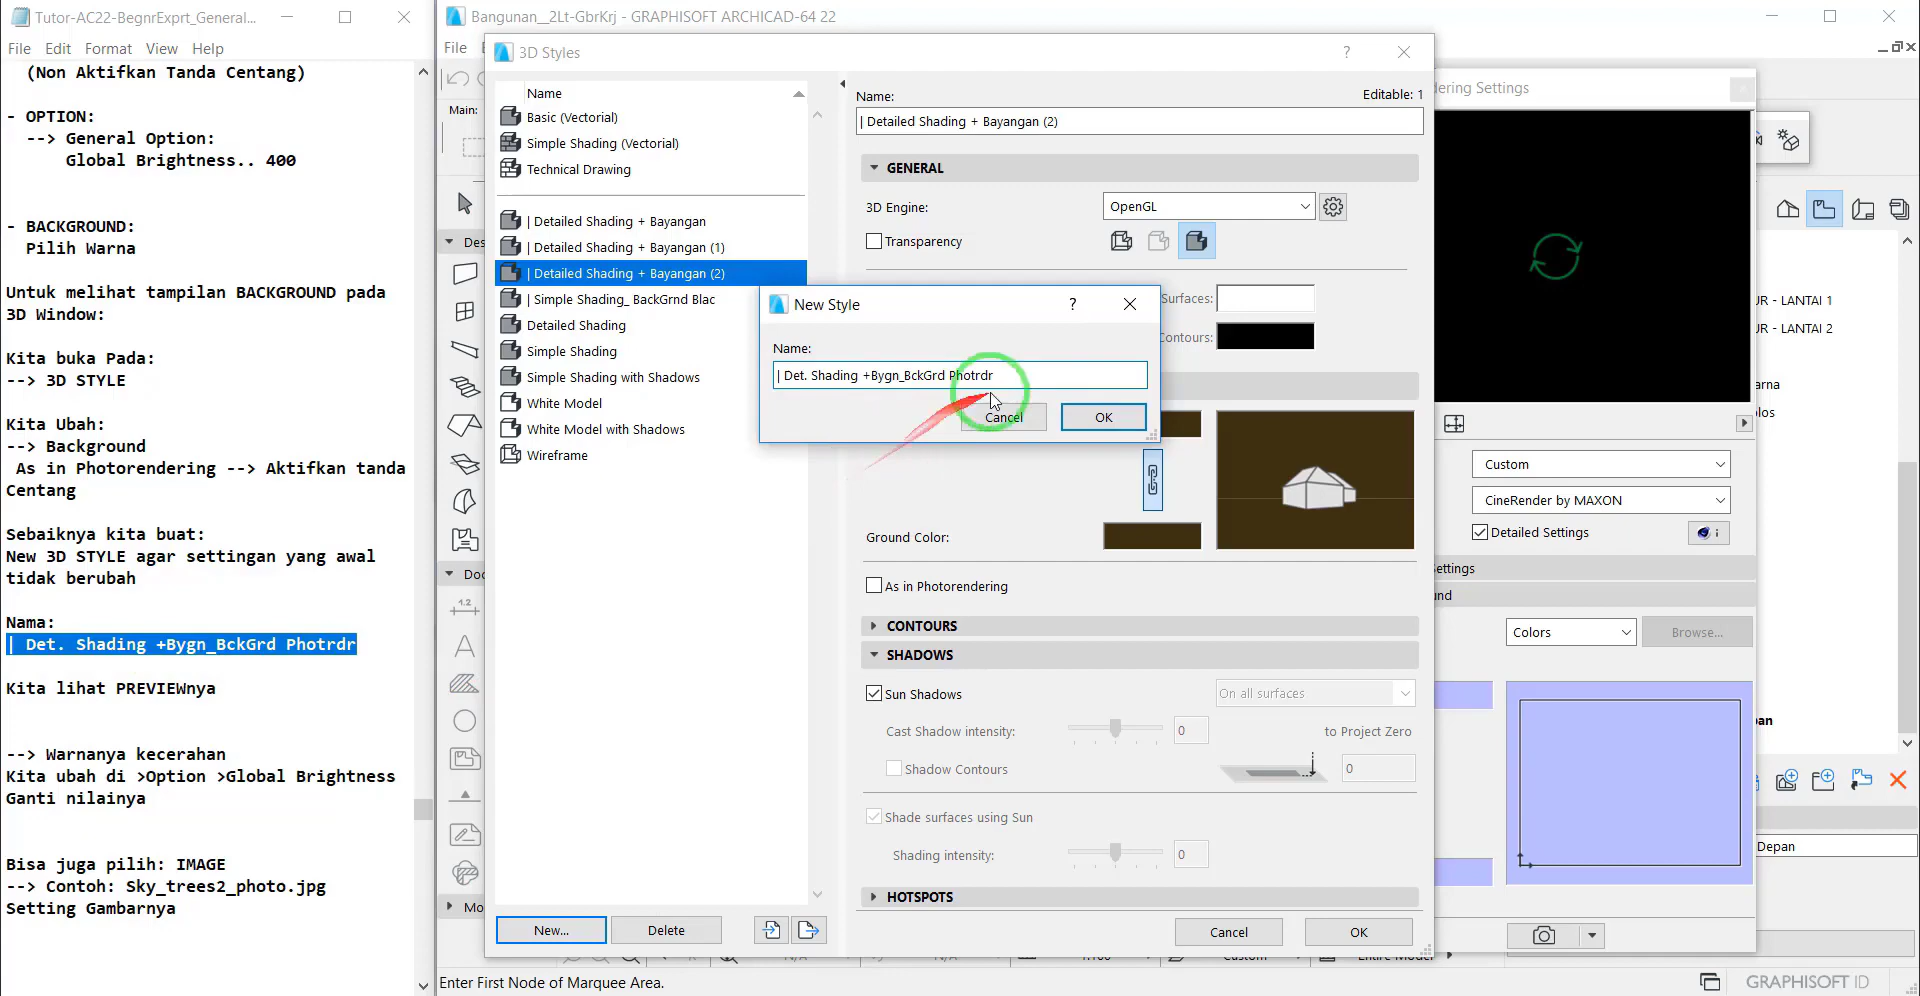 Tutor-AC22-BegnrExprt_General...
File Edit Format View Help
(Non Aktifkan Tanda Centang)
- OPTION:
--> General Option:
Global Brightness.. 400
- BACKGROUND:
Pilih Warna
Untuk melihat tampilan BACKGROUND pada
3D Window:
Kita buka Pada:
--> 3D STYLE
Kita Ubah:
--> Background
As in Photorendering --> Aktifkan tanda
Centang
Sebaiknya kita buat:
New 3D STYLE agar settingan yang awal
tidak berubah
Nama:
| Det. Shading +Bygn_BckGrd Photrdr
Kita lihat PREVIEWnya
--> Warnanya kecerahan
Kita ubah di >Option >Global Brightness
Ganti nilainya
Bisa juga pilih: IMAGE
--> Contoh: Sky_trees2_photo.jpg
Setting Gambarnya
Bangunan__2Lt-GbrKrj - GRAPHISOFT ARCHICAD-64 22
File
Main:
1.2
3D Styles
?
Name
Basic (Vectorial)
Simple Shading (Vectorial)
Technical Drawing
| Detailed Shading + Bayangan
| Detailed Shading + Bayangan (1)
| Detailed Shading + Bayangan (2)
| Simple Shading_ BackGrnd Blac
Detailed Shading
Simple Shading
Simple Shading with Shadows
White Model
White Model with Shadows
Wireframe
New...
Delete
Name:
Editable: 1
| Detailed Shading + Bayangan (2)
GENERAL
3D Engine:
OpenGL
Transparency
Surfaces:
Contours:
New Style
?
Name:
| Det. Shading +Bygn_BckGrd Photrdr
Cancel
OK
Ground Color:
As in Photorendering
CONTOURS
SHADOWS
Sun Shadows
On all surfaces
Cast Shadow intensity:
0
to Project Zero
Shadow Contours
0
Shade surfaces using Sun
Shading intensity:
0
HOTSPOTS
Cancel
OK
dering Settings
Custom
CineRender by MAXON
Detailed Settings
i
Settings
Colors
Browse...
UR - LANTAI 1
UR - LANTAI 2
Depan
Enter First Node of Marquee Area.
GRAPHISOFT ID